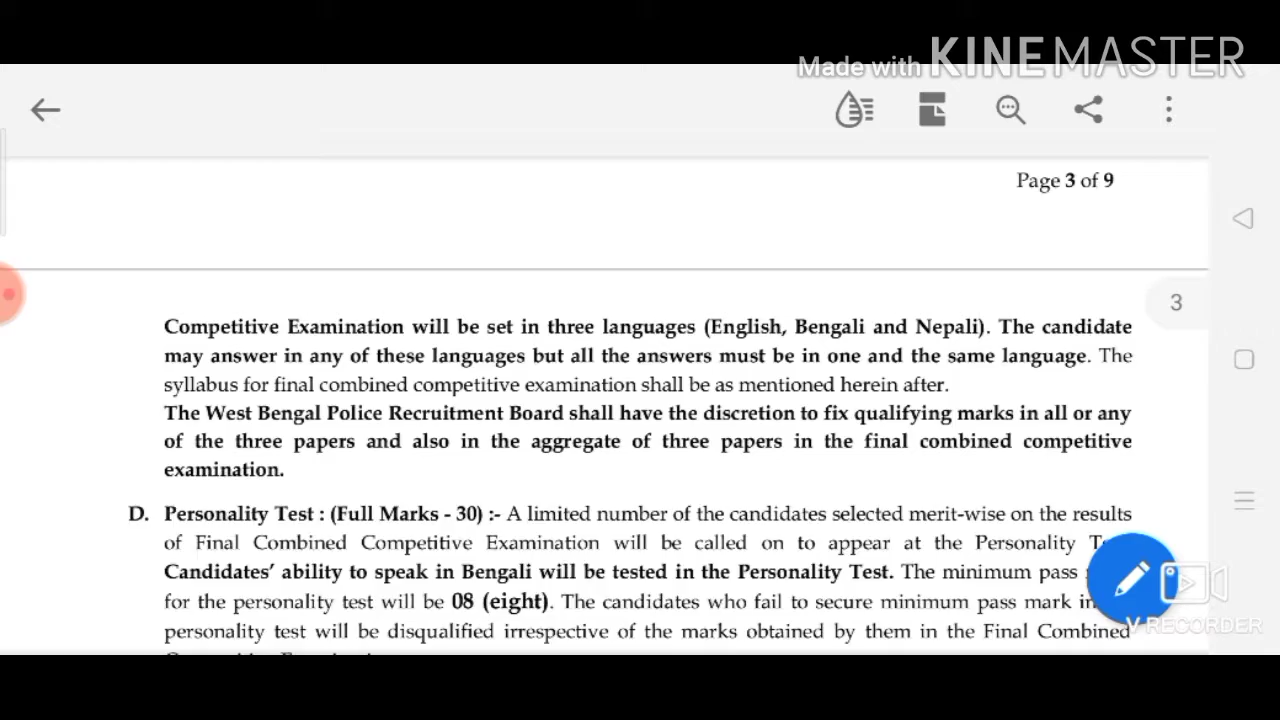 Made with KINEMASTER
Page 3 of 9
3
Competitive Examination will be set in three languages (English, Bengali and Nepali). The candidate
may answer in any of these languages but all the answers must be in one and the same language. The
syllabus for final combined competitive examination shall be as mentioned herein after.
The West Bengal Police Recruitment Board shall have the discretion to fix qualifying marks in all or any
of the three papers and also in the aggregate of three papers in the final combined competitive
examination.
D. Personality Test : (Full Marks - 30) :- A limited number of the candidates selected merit-wise on the results
of Final Combined Competitive Examination will be called on to appear at the Personality
Candidates' ability to speak in Bengali will be tested in the Personality Test. The minimum pass
for the personality test will be 08 (eight). The candidates who fail to secure minimum pass mark in
personality test will be disqualified irrespective of the marks obtained by them in the Final Combined
V RECORDER